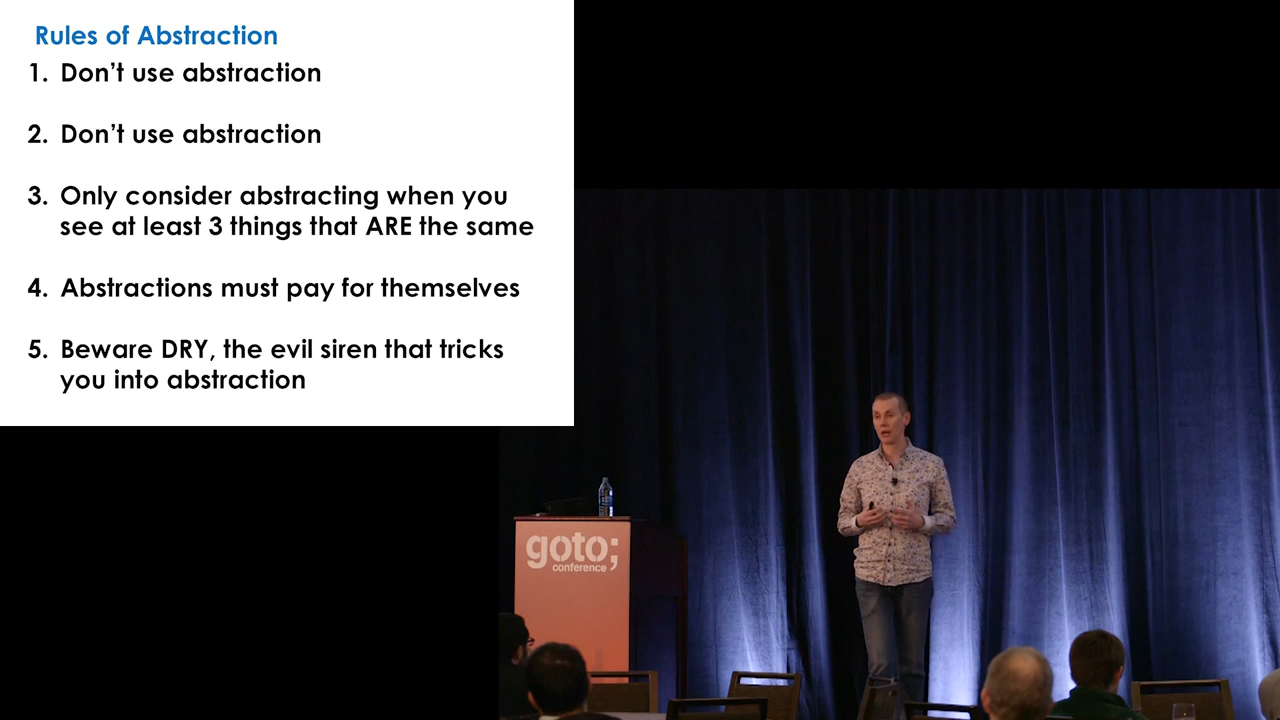 Rules of Abstraction
1. Don't use abstraction
2. Don't use abstraction
3. Only consider abstracting when you
see at least 3 things that ARE the same
4. Abstractions must pay for themselves
5. Beware DRY, the evil siren that tricks
you into abstraction
goto;
conference